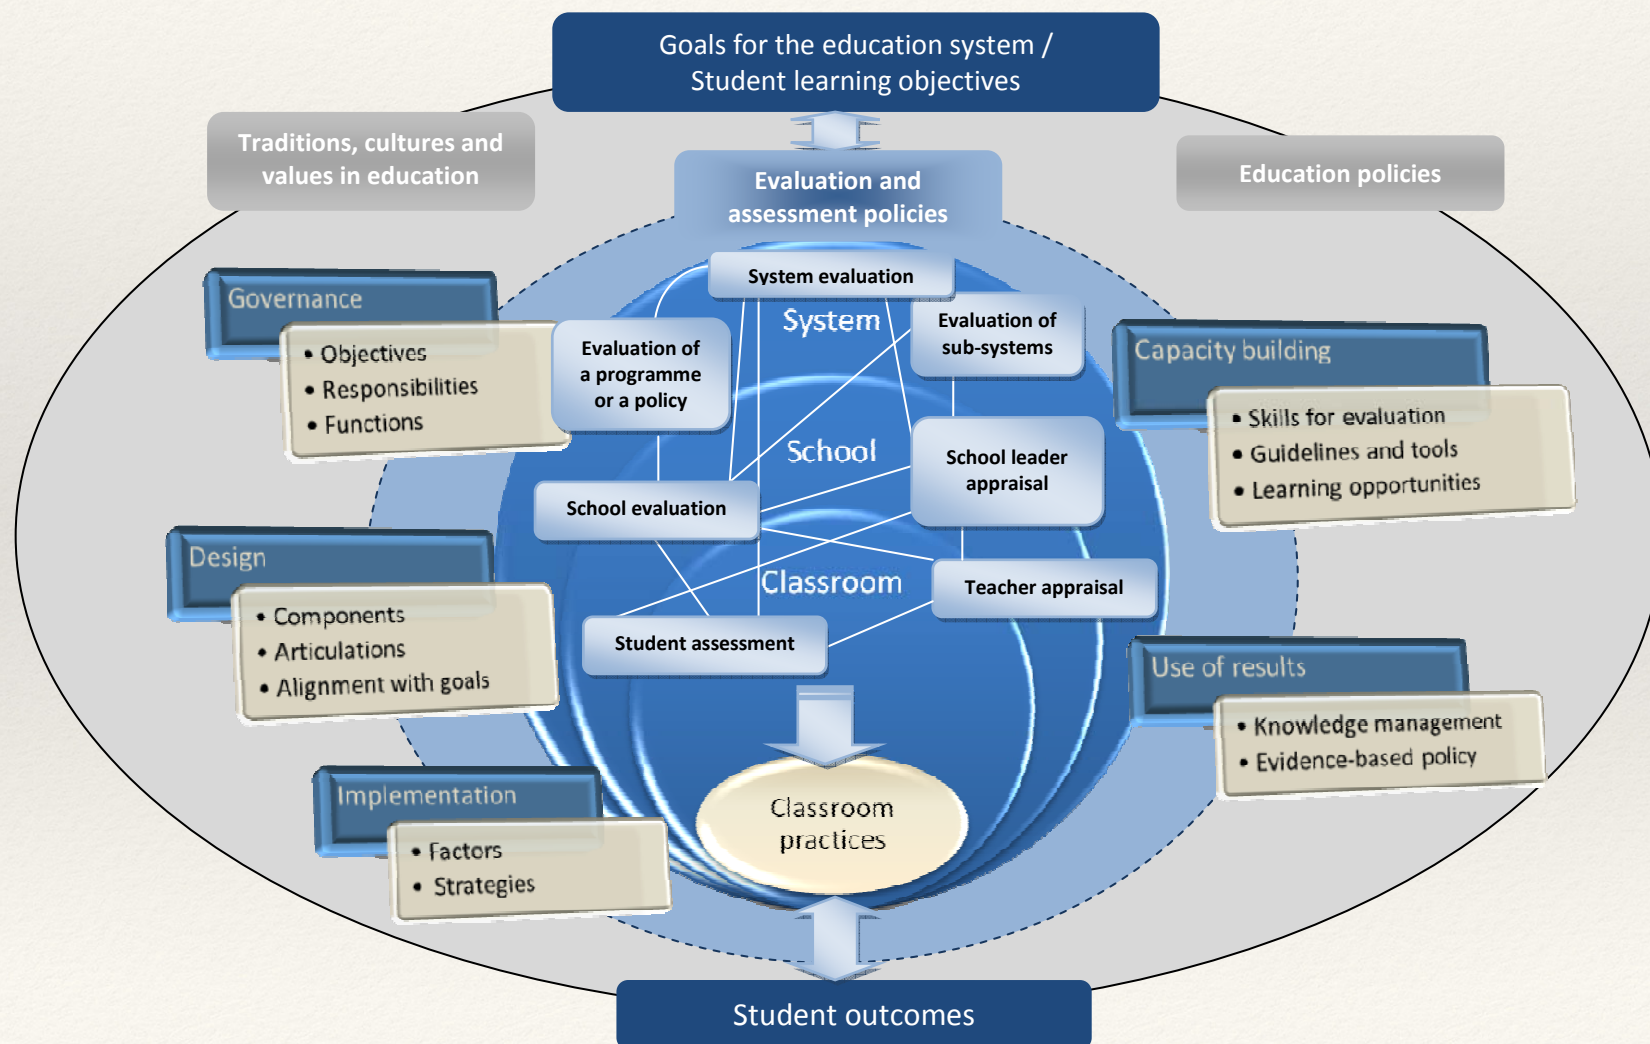 Goals for the education system /
Student learning objectives
Traditions, cultures and
values in education
Education policies
Evaluation and
assessment policies
System evaluation
System
Evaluation of
a programme
or a policy
Evaluation of
sub-systems
Governance
• Objectives
• Responsibilities
• Functions
Capacity building
• Skills for evaluation
• Guidelines and tools
• Learning opportunities
School
School leader
appraisal
School evaluation
Design
• Components
• Articulations
• Alignment with goals
Classroom
Teacher appraisal
Student assessment
Use of results
• Knowledge management
• Evidence-based policy
Implementation
• Factors
• Strategies
Classroom
practices
Student outcomes